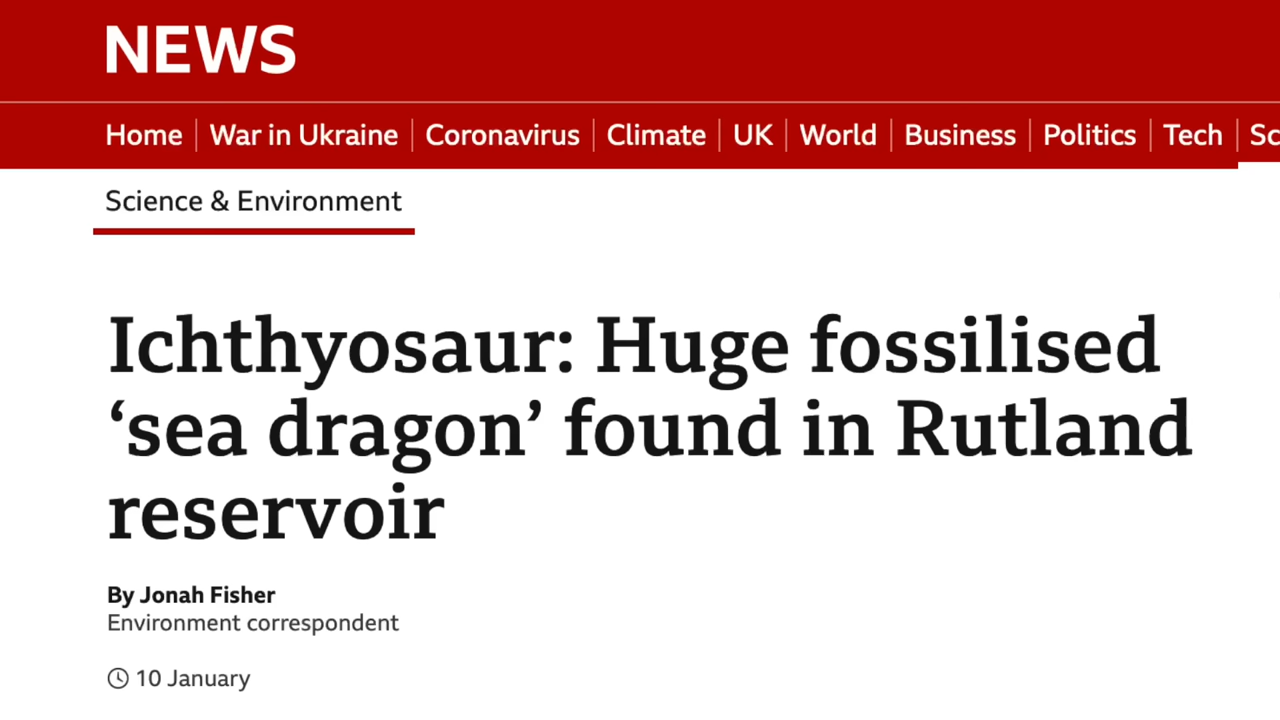 NEWS
Home War in Ukraine Coronavirus Climate UK World Business Politics Tech Sc
Science & Environment
Ichthyosaur: Huge fossilised
‘sea dragon’ found in Rutland
reservoir
By Jonah Fisher
Environment correspondent
10 January